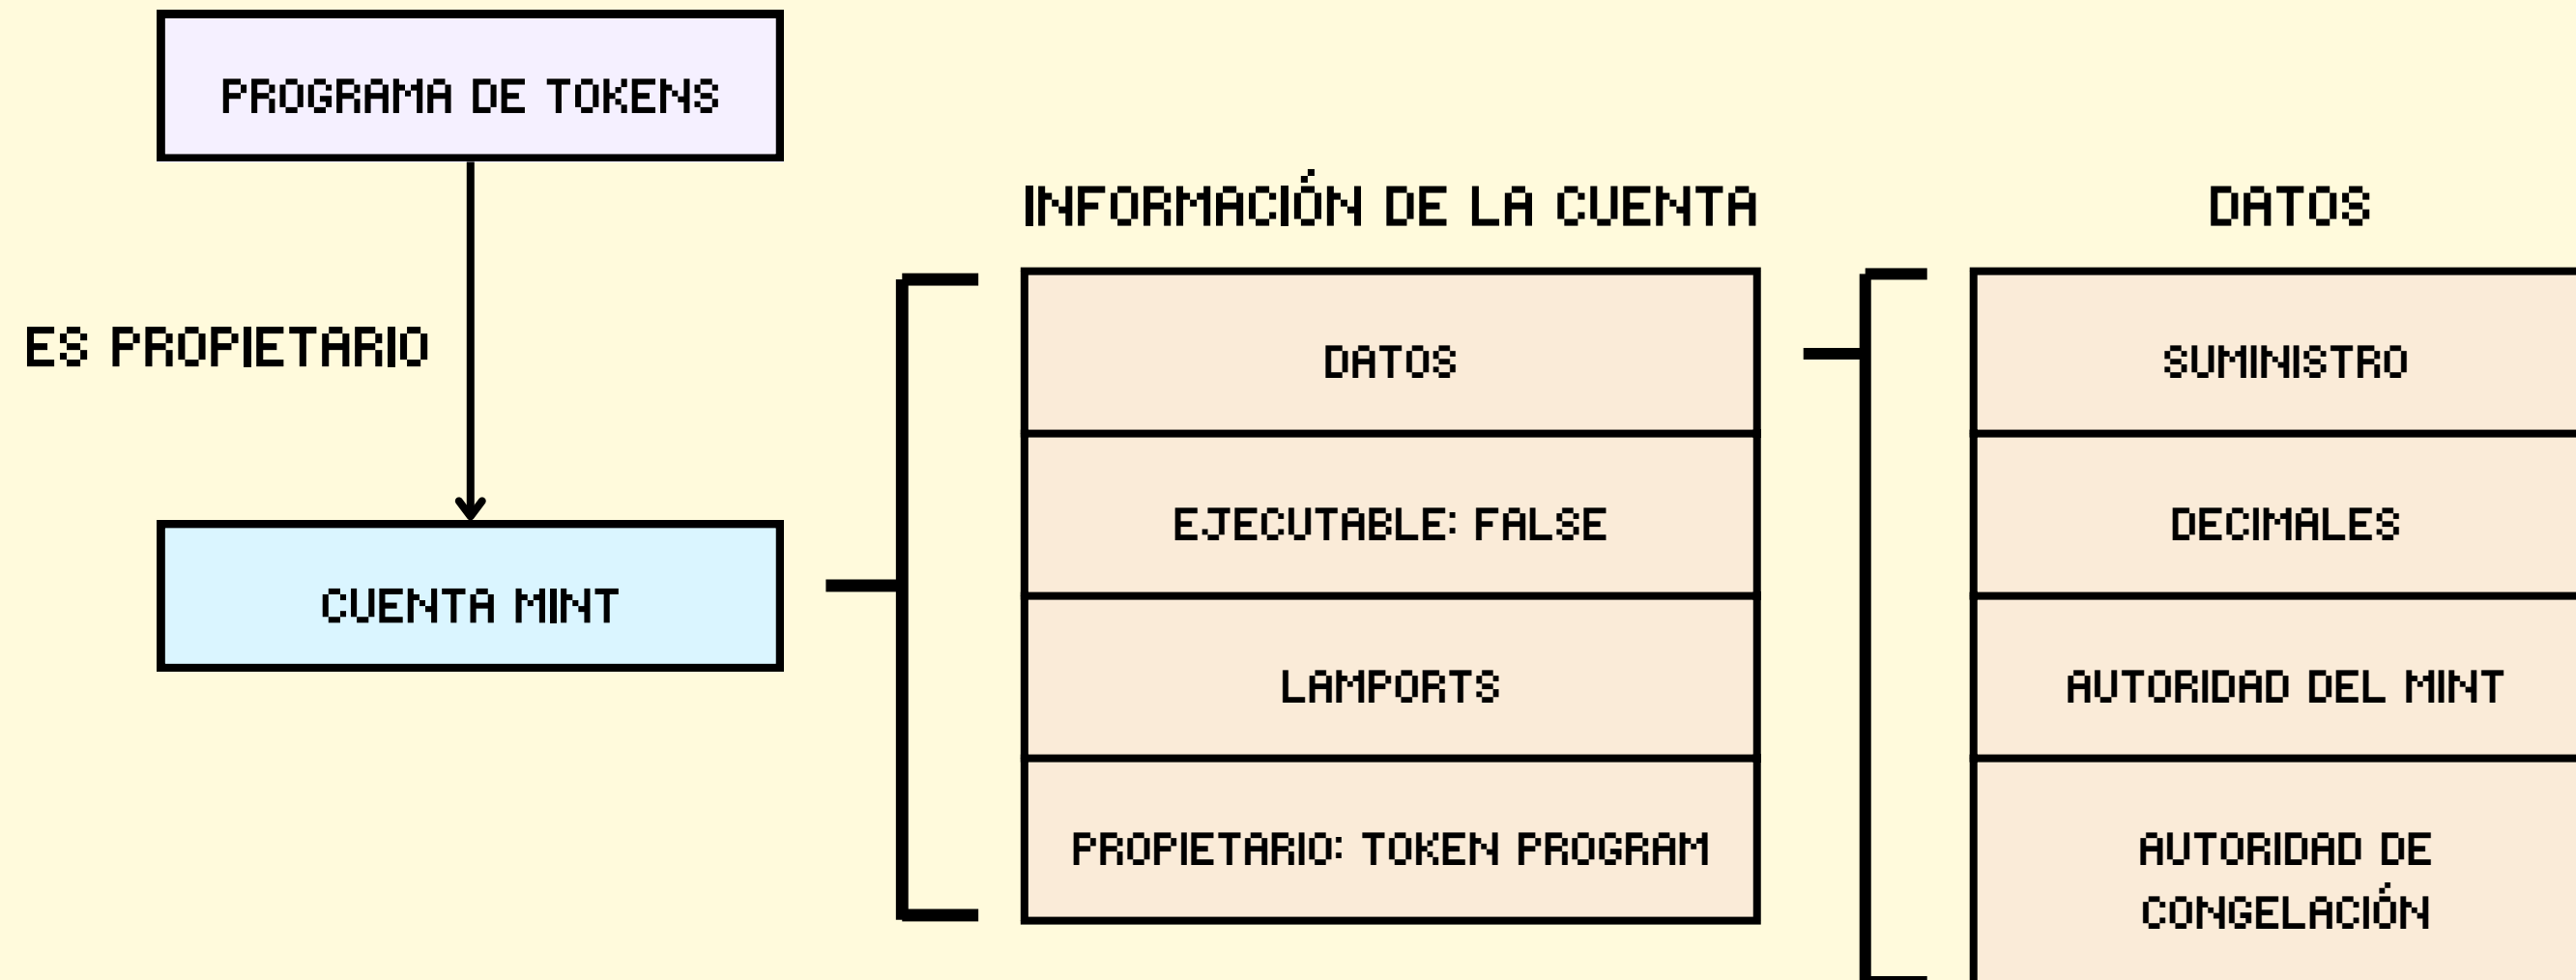 PROGRAMA DE TOKENS
ES PROPIETARIO
CUENTA MINT
INFORMACIÓN DE LA CUENTA
DATOS
EJECUTABLE: FALSE
LAMPORTS
PROPIETARIO: TOKEN PROGRAM
DATOS
SUMINISTRO
DECIMALES
AUTORIDAD DEL MINT
AUTORIDAD DE
CONGELACIÓN